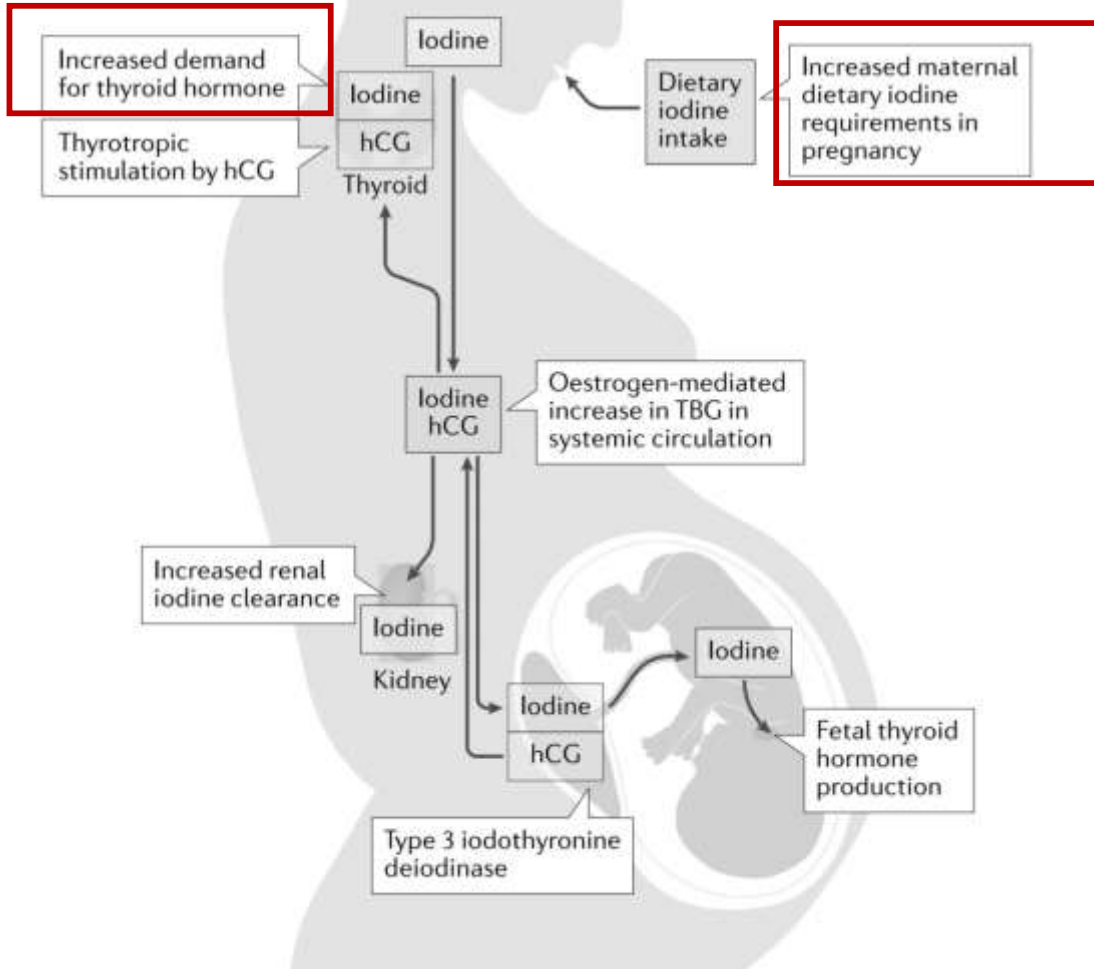 Increased demand
for thyroid hormone
Thyrotropic
stimulation by hCG
Iodine
Iodine
hCG
Thyroid
Dietary
iodine
intake
Increased maternal
dietary iodine
requirements in
pregnancy
Iodine
hCG
Oestrogen-mediated
increase in TBG in
systemic circulation
Increased renal
iodine clearance
Iodine
Kidney
Iodine
hCG
Type 3 iodothyronine
deiodinase
Iodine
Fetal thyroid
hormone
production